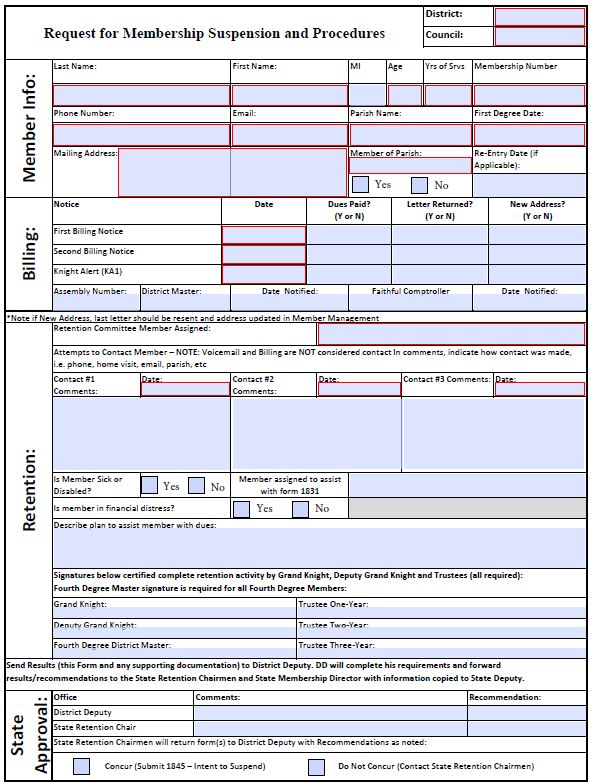 District:
Request for Membership Suspension and Procedures
Council:
Member Info:
Last Name: First Name: MI Age Yrs of Srvs Membership Number
Phone Number: Email: Parish Name: First Degree Date:
Mailing Address: Member of Parish: Re-Entry Date (if
Applicable):
Yes No
Billing:
Notice Date Dues Paid? Letter Returned? New Address?
(Y or N) (Y or N) (Y or N)
First Billing Notice
Second Billing Notice
Knight Alert (KA1)
Assembly Number: District Master: Date Notified: Faithful Comptroller Date Notified:
*Note if New Address, last letter should be resent and address updated in Member Management
Retention:
Retention Committee Member Assigned:
Attempts to Contact Member – NOTE: Voicemail and Billing are NOT considered contact In comments, indicate how contact was made,
i.e. phone, home visit, email, parish, etc
Contact #1 Date: Contact #2 Date: Contact #3 Comments: Date:
Comments: Comments:
Is Member Sick or Yes No Member assigned to assist
Disabled? with form 1831
Is member in financial distress? Yes No
Describe plan to assist member with dues:
Signatures below certified complete retention activity by Grand Knight, Deputy Grand Knight and Trustees (all required):
Fourth Degree Master signature is required for all Fourth Degree Members:
Grand Knight: Trustee One-Year:
Deputy Grand Knight: Trustee Two-Year:
Fourth Degree District Master: Trustee Three-Year:
Send Results (this Form and any supporting documentation) to District Deputy. DD will complete his requirements and forward
results/recommendations to the State Retention Chairmen and State Membership Director with information copied to State Deputy.
State
Approval:
Office Comments: Recommendation:
District Deputy
State Retention Chair
State Retention Chairmen will return form(s) to District Deputy with Recommendations as noted:
Concur (Submit 1845 – Intent to Suspend) Do Not Concur (Contact State Retention Chairmen)